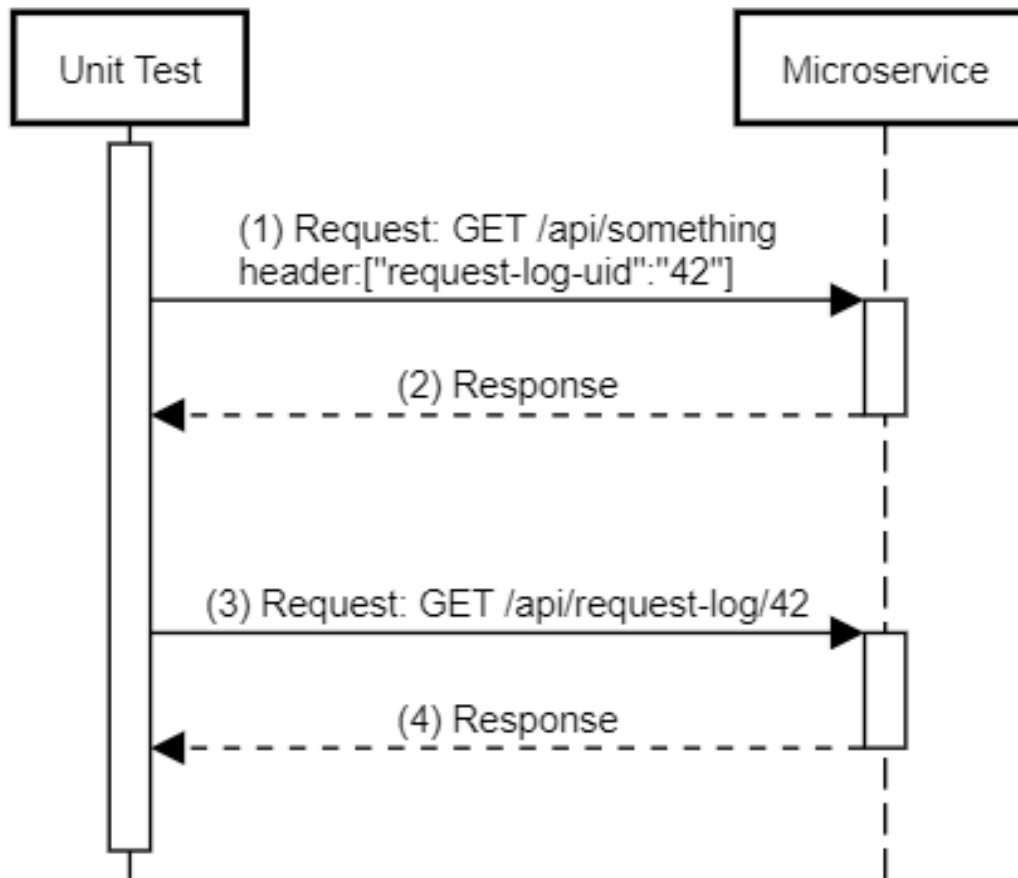 Unit Test
Microservice
(1) Request: GET /api/something
header:["request-log-uid":"42"]
(2) Response
(3) Request: GET /api/request-log/42
(4) Response